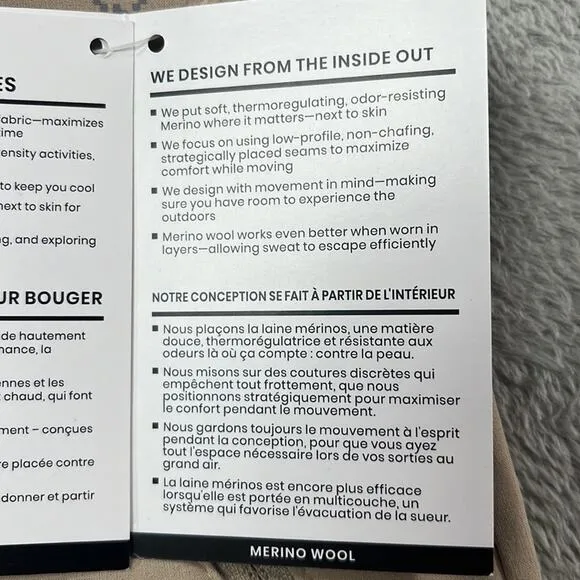 ES
fabric—maximizes
time
ensity activities,
to keep you cool
next to skin for
ng, and exploring
UR BOUGER
de hautement
mance, la
ennes et les
chaud, qui font
ment – conçues
re placée contre
donner et partir
WE DESIGN FROM THE INSIDE OUT
■ We put soft, thermoregulating, odor-resisting
Merino where it matters—next to skin
■ We focus on using low-profile, non-chafing,
strategically placed seams to maximize
comfort while moving
■ We design with movement in mind—making
sure you have room to experience the
outdoors
■ Merino wool works even better when worn in
layers—allowing sweat to escape efficiently
NOTRE CONCEPTION SE FAIT À PARTIR DE L'INTÉRIEUR
■ Nous plaçons la laine mérinos, une matière
douce, thermorégulatrice et résistante aux
odeurs là où ça compte : contre la peau.
■ Nous misons sur des coutures discrètes qui
empêchent tout frottement, que nous
positionnons stratégiquement pour maximiser
le confort pendant le mouvement.
■ Nous gardons toujours le mouvement à l'esprit
pendant la conception, pour que vous ayez
tout l'espace nécessaire lors de vos sorties au
grand air.
■ La laine mérinos est encore plus efficace
lorsqu'elle est portée en multicouche, un
système qui favorise l'évacuation de la sueur.
MERINO WOOL